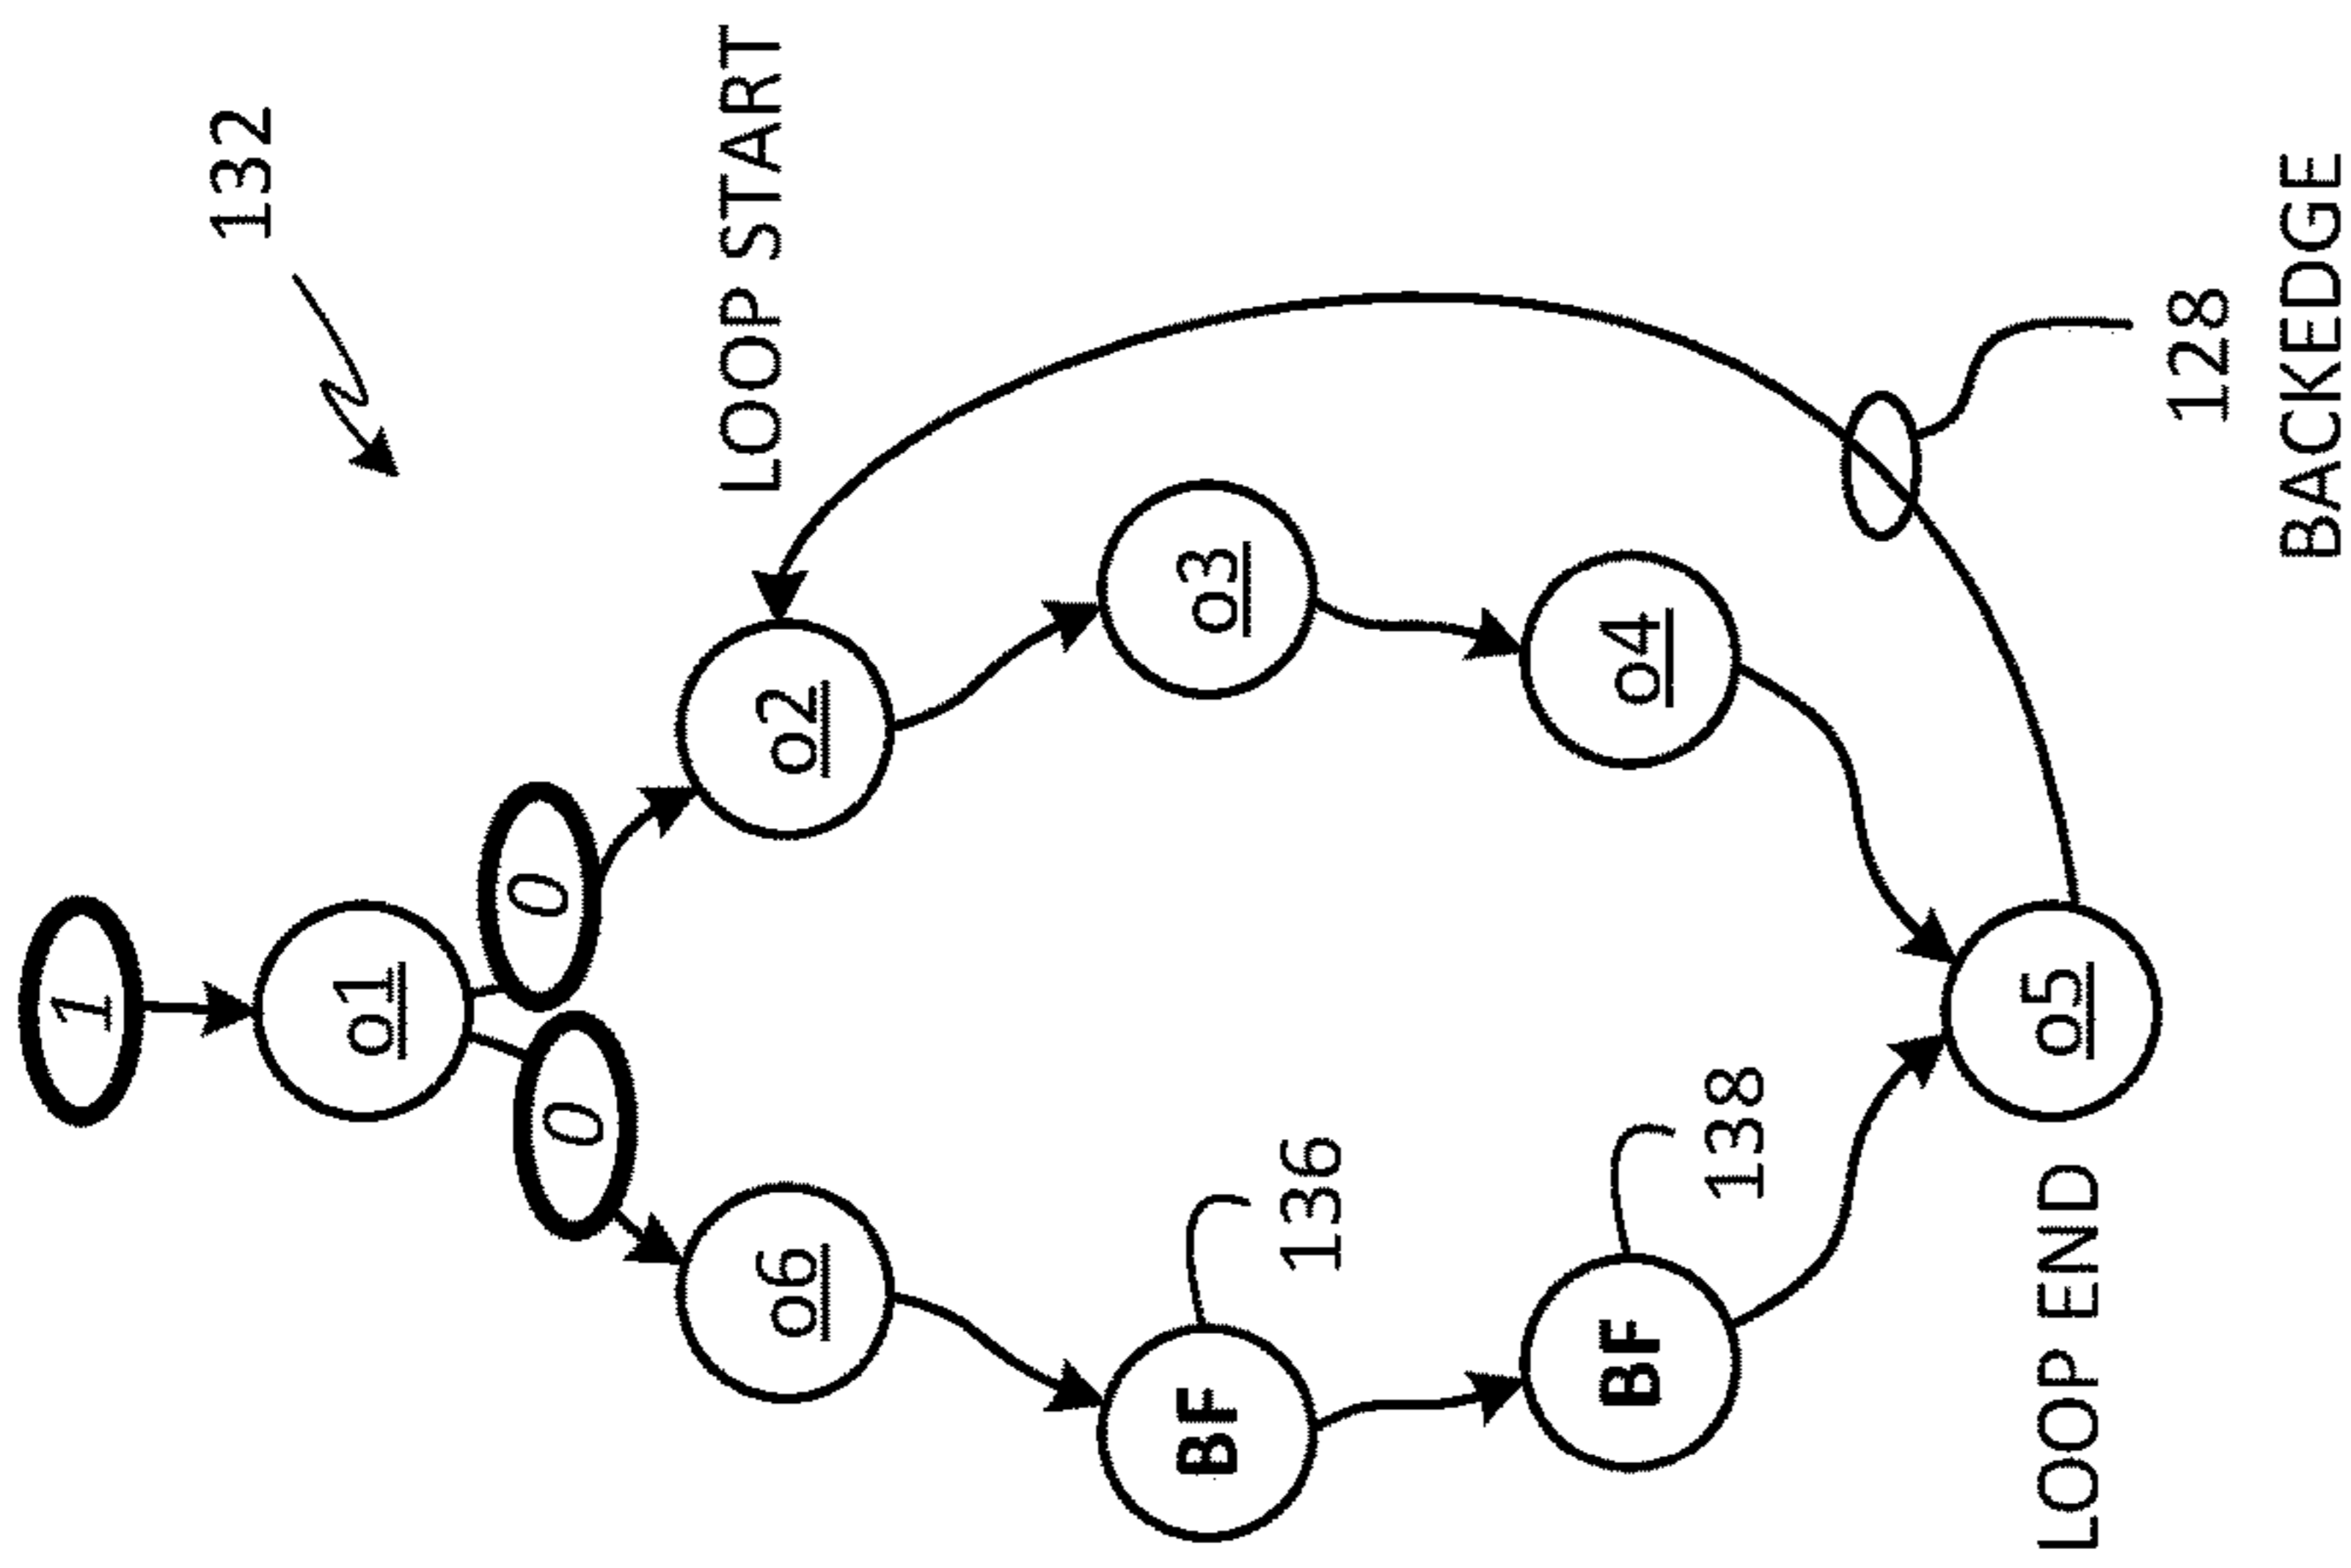 132
1
o1
0
0
LOOP START
o2
o6
o3
BF
136
o4
BF
138
o5
LOOP END
128
BACKEDGE